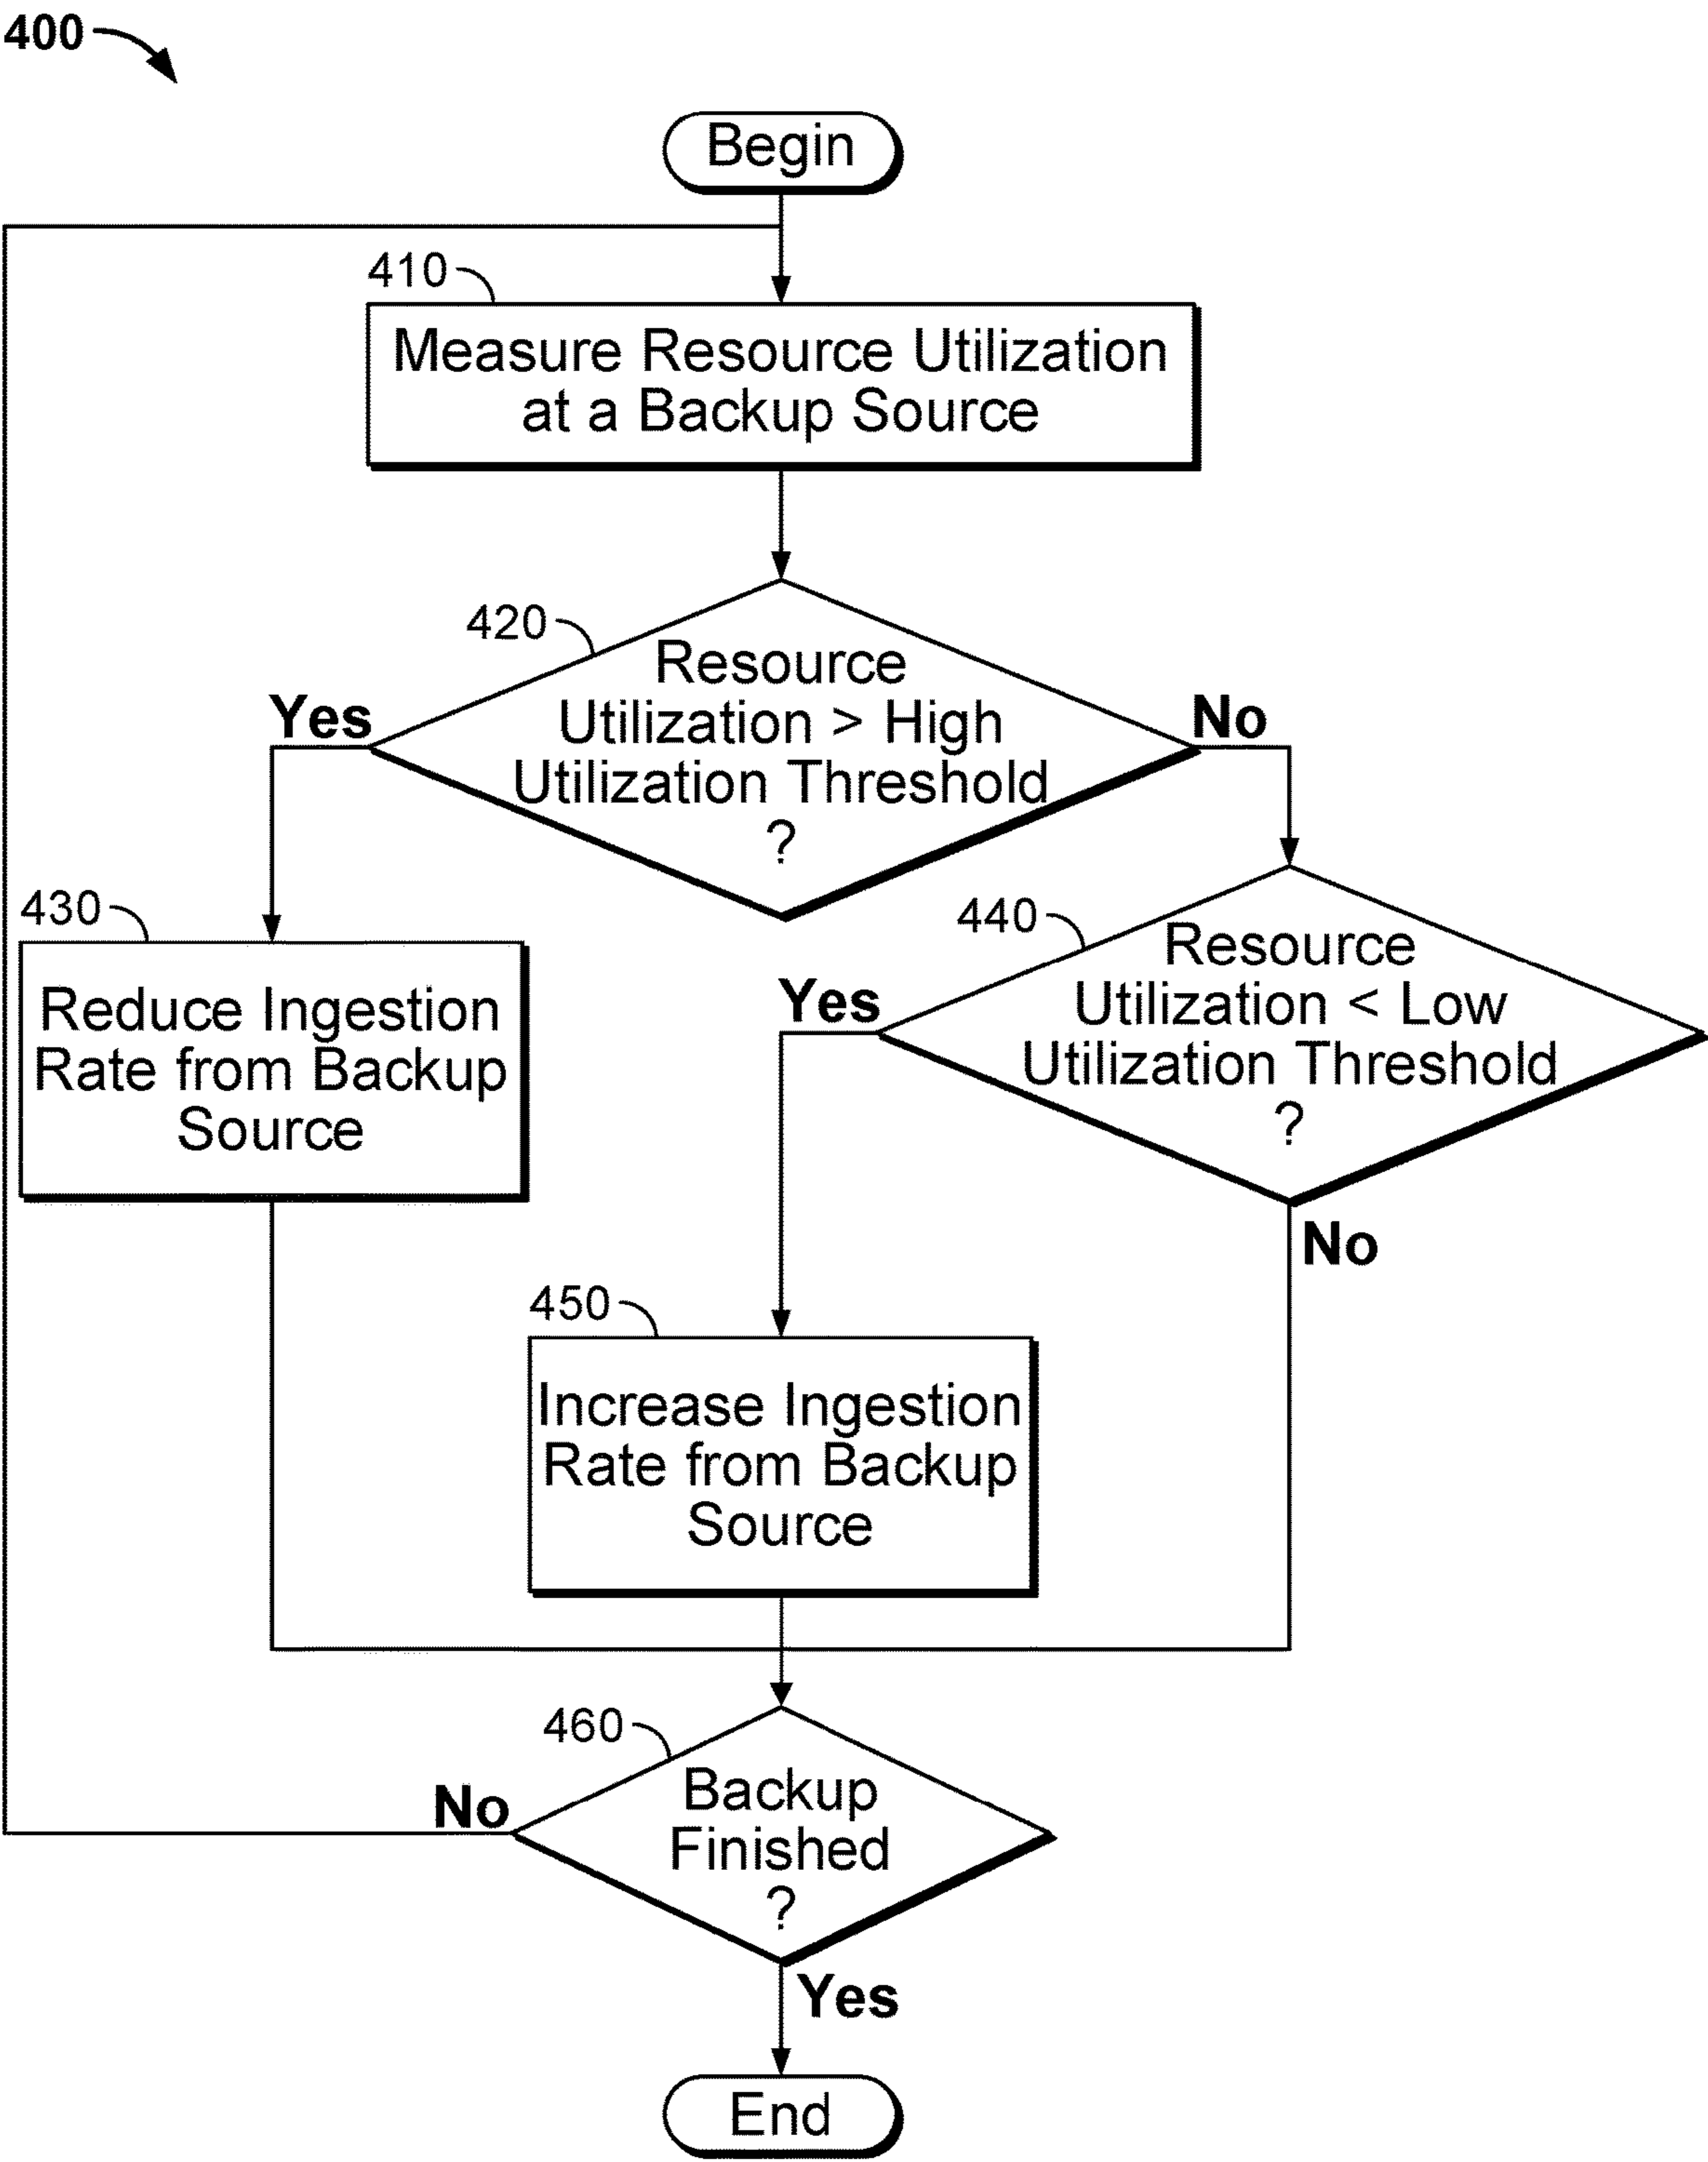 400
Begin
410
Measure Resource Utilization
at a Backup Source
420
Resource
Utilization > High
Utilization Threshold
?
Yes
No
430
Reduce Ingestion
Rate from Backup
Source
440
Resource
Utilization < Low
Utilization Threshold
?
Yes
No
450
Increase Ingestion
Rate from Backup
Source
460
Backup
Finished
?
No
Yes
End